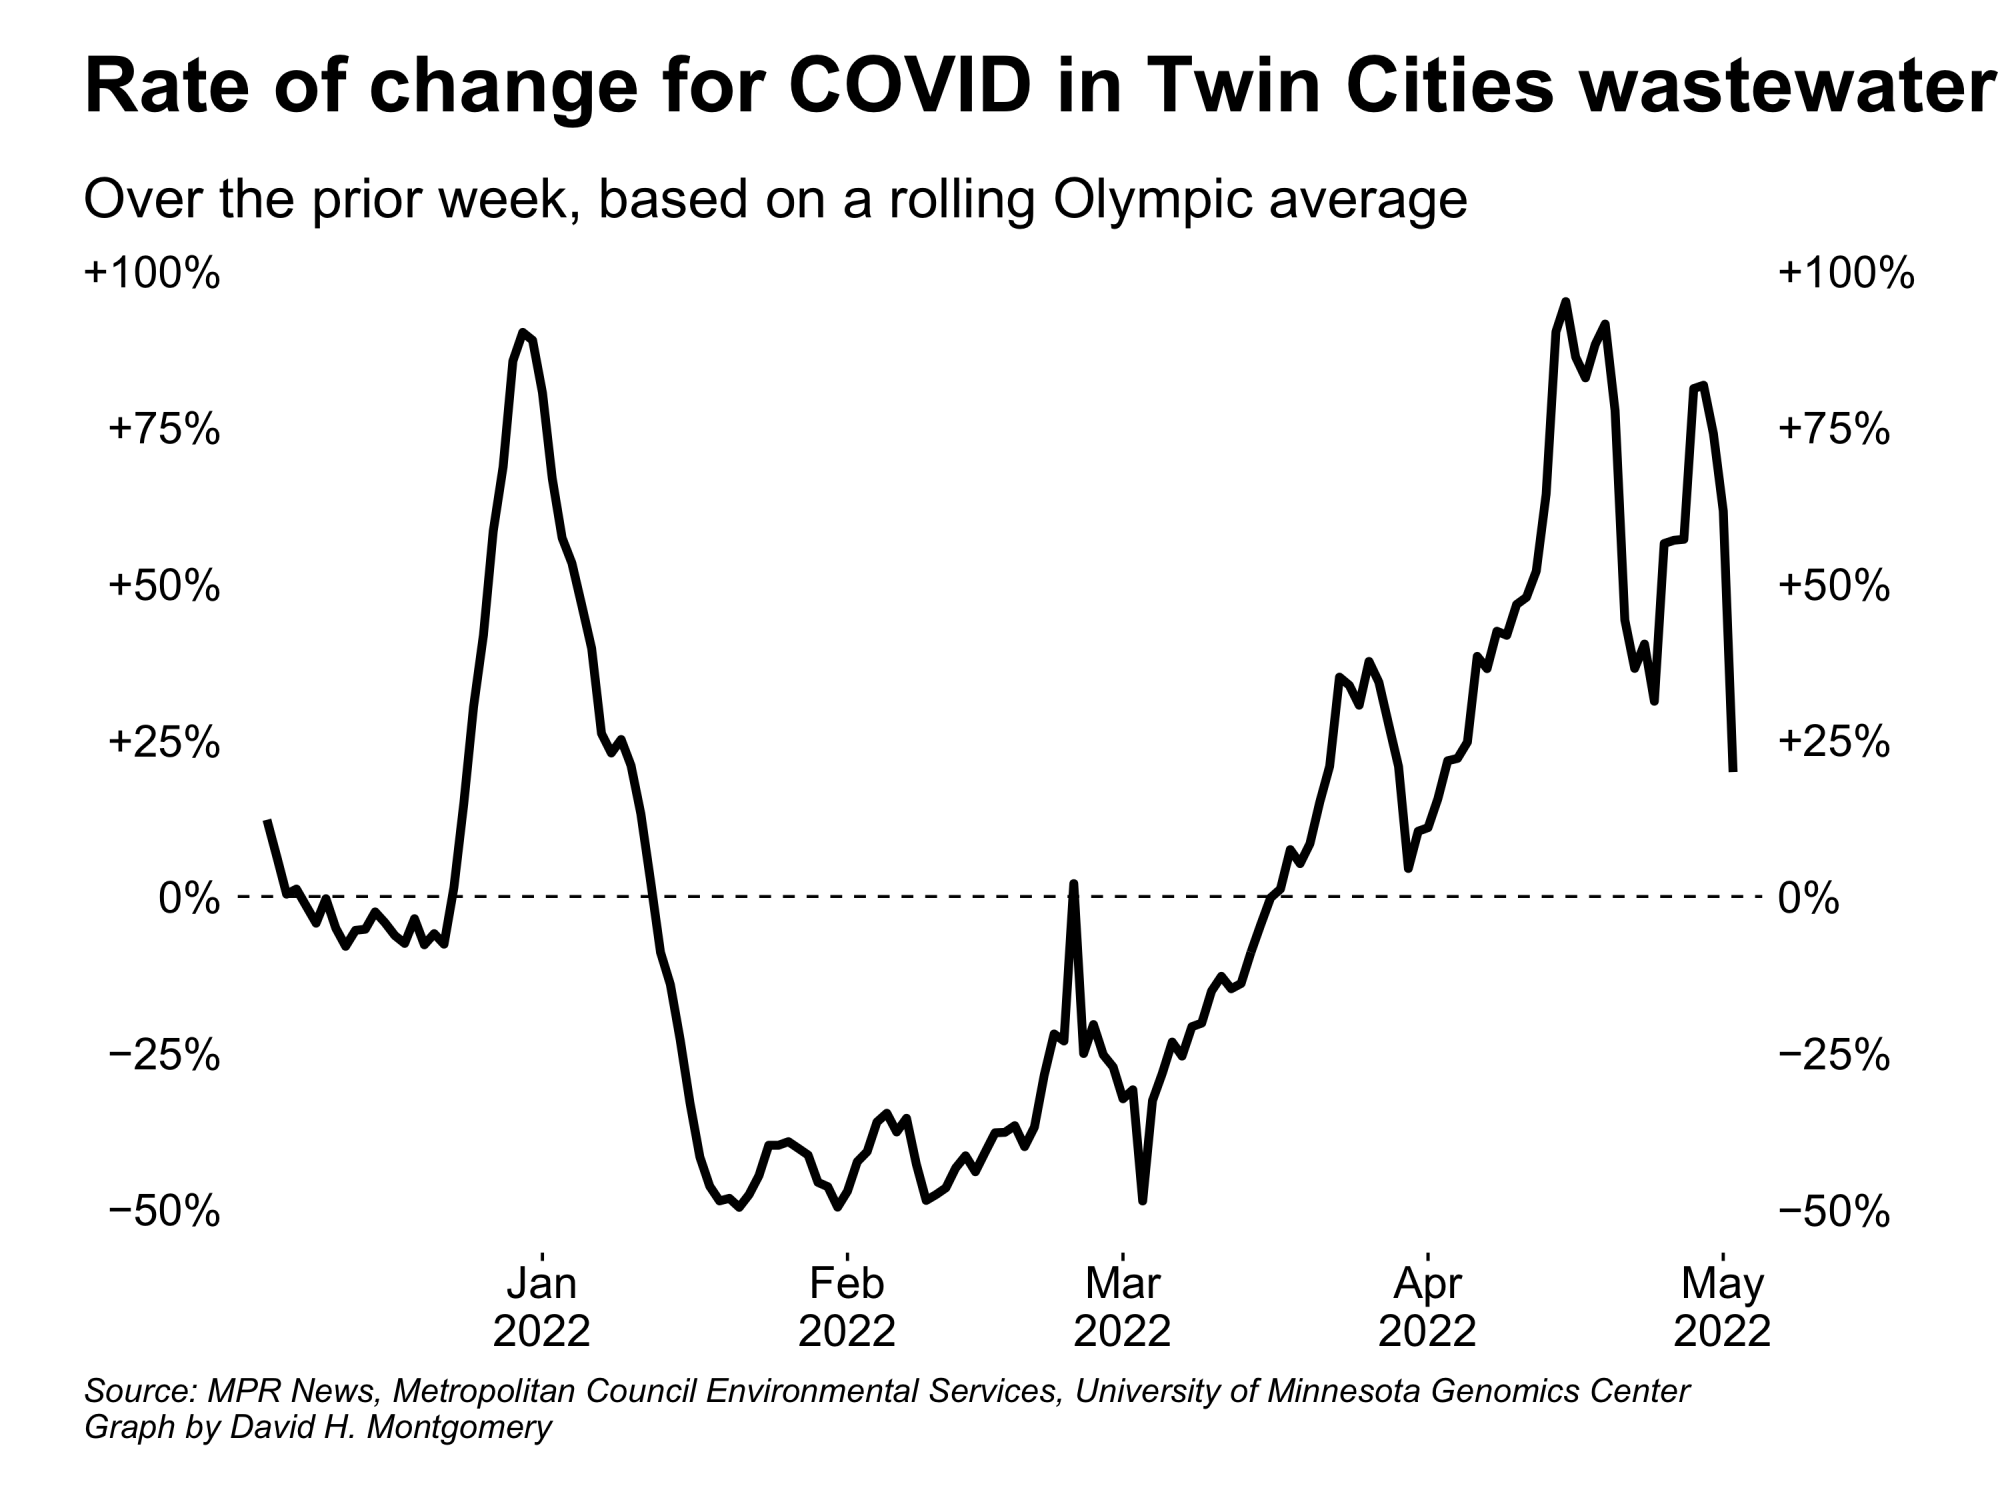 Rate of change for COVID in Twin Cities wastewater
Over the prior week, based on a rolling Olympic average
+100% +100%
+75% +75%
+50% +50%
+25% +25%
0% 0%
−25% −25%
−50% −50%
Jan Feb Mar Apr May
2022 2022 2022 2022 2022
Source: MPR News, Metropolitan Council Environmental Services, University of Minnesota Genomics Center
Graph by David H. Montgomery